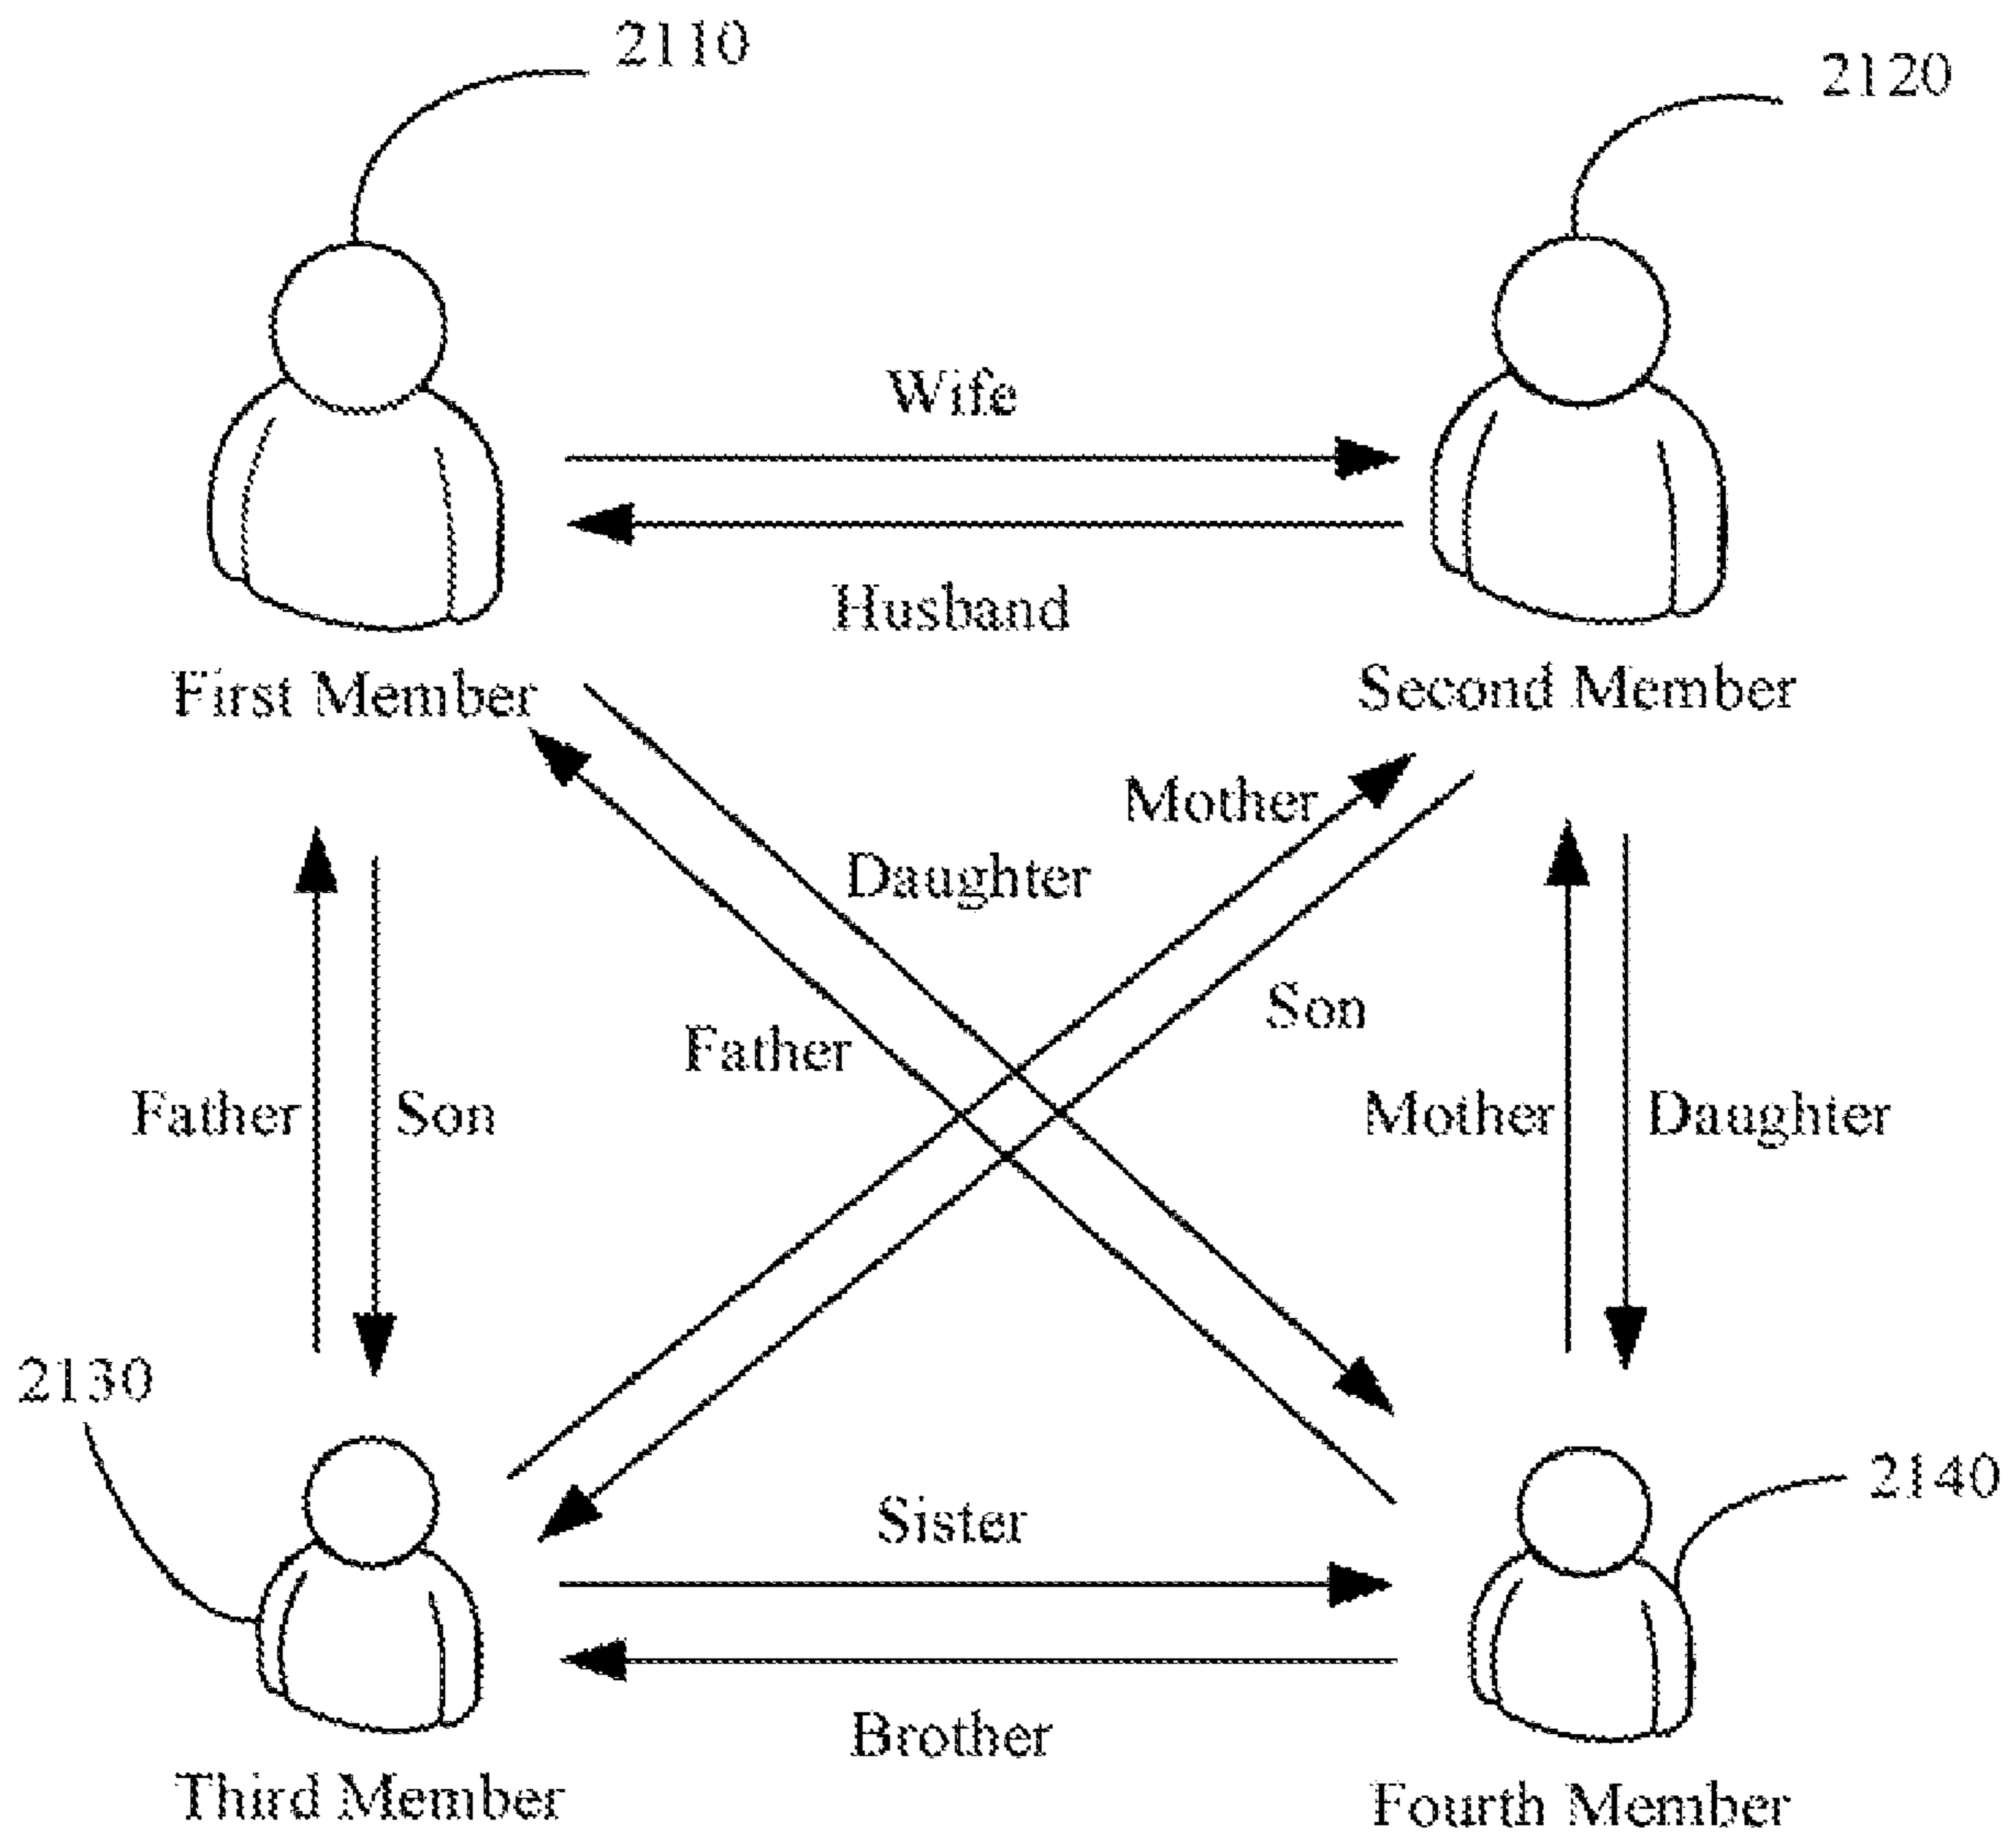 2110
2120
Wife
Husband
First Member
Second Member
Mother
Daughter
Son
Father
Father
Son
Mother
Daughter
2130
2140
Sister
Brother
Third Member
Fourth Member